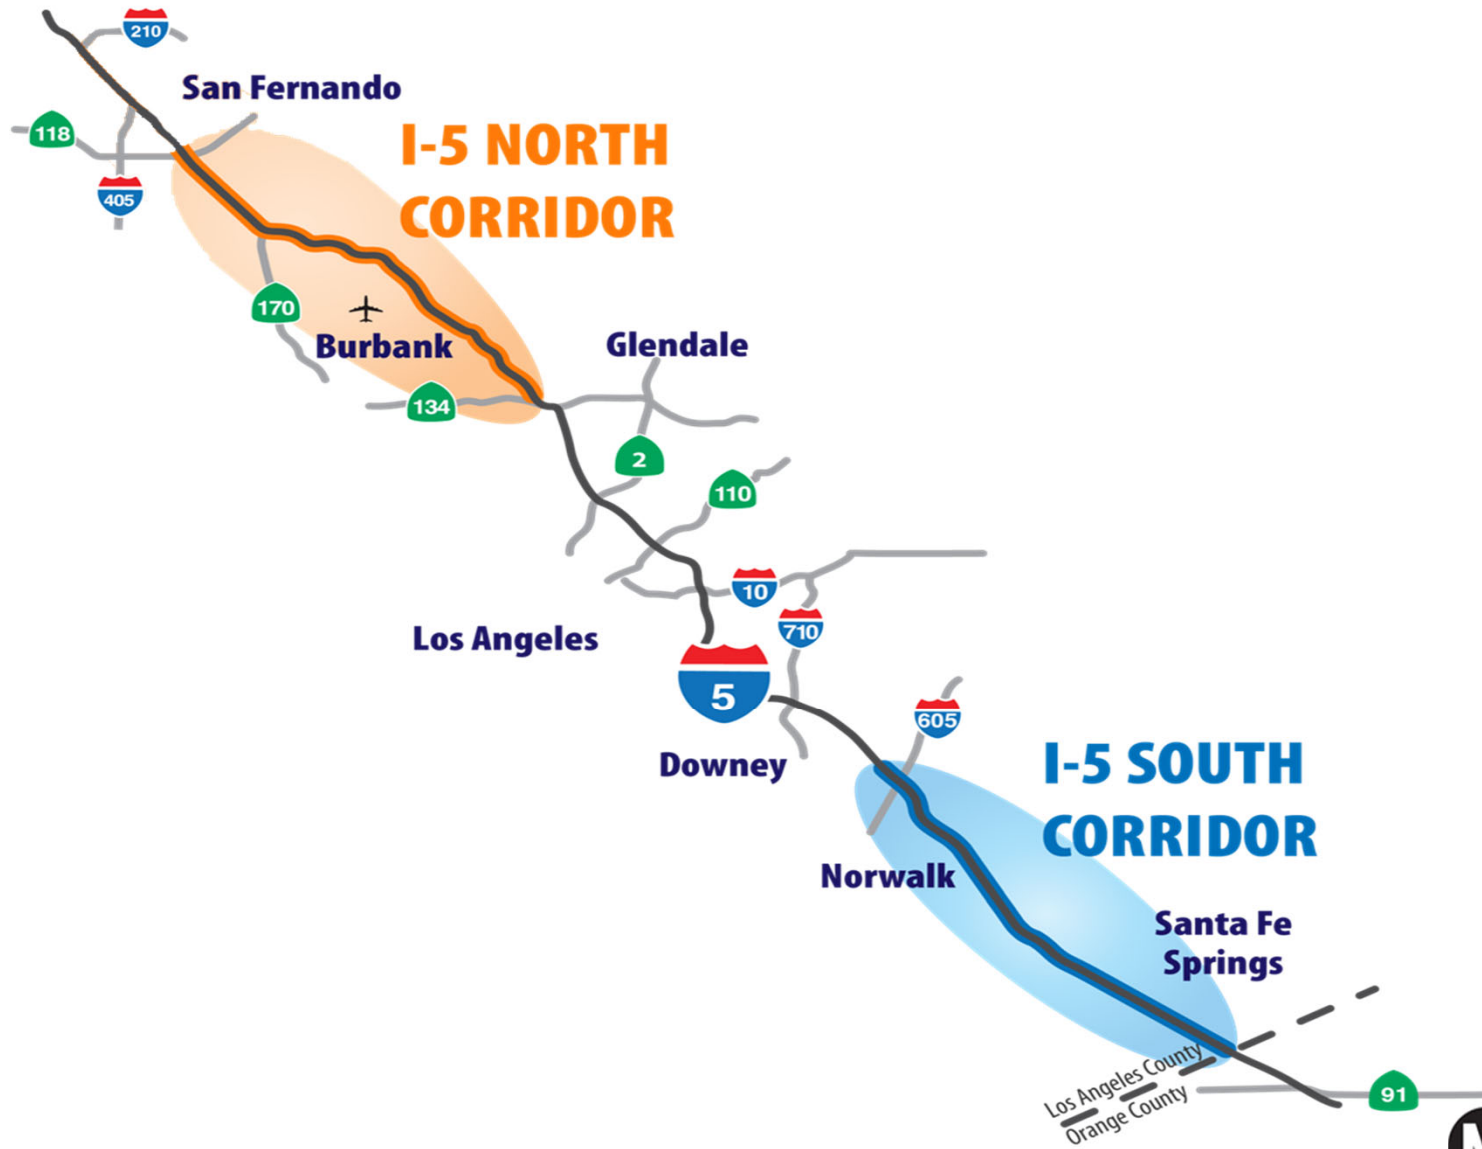 210
San Fernando
118
I-5 NORTH
CORRIDOR
405
170
Burbank
Glendale
134
2
110
10
Los Angeles
710
5
605
Downey
I-5 SOUTH
CORRIDOR
Norwalk
Santa Fe
Springs
Los Angeles County
Orange County
91